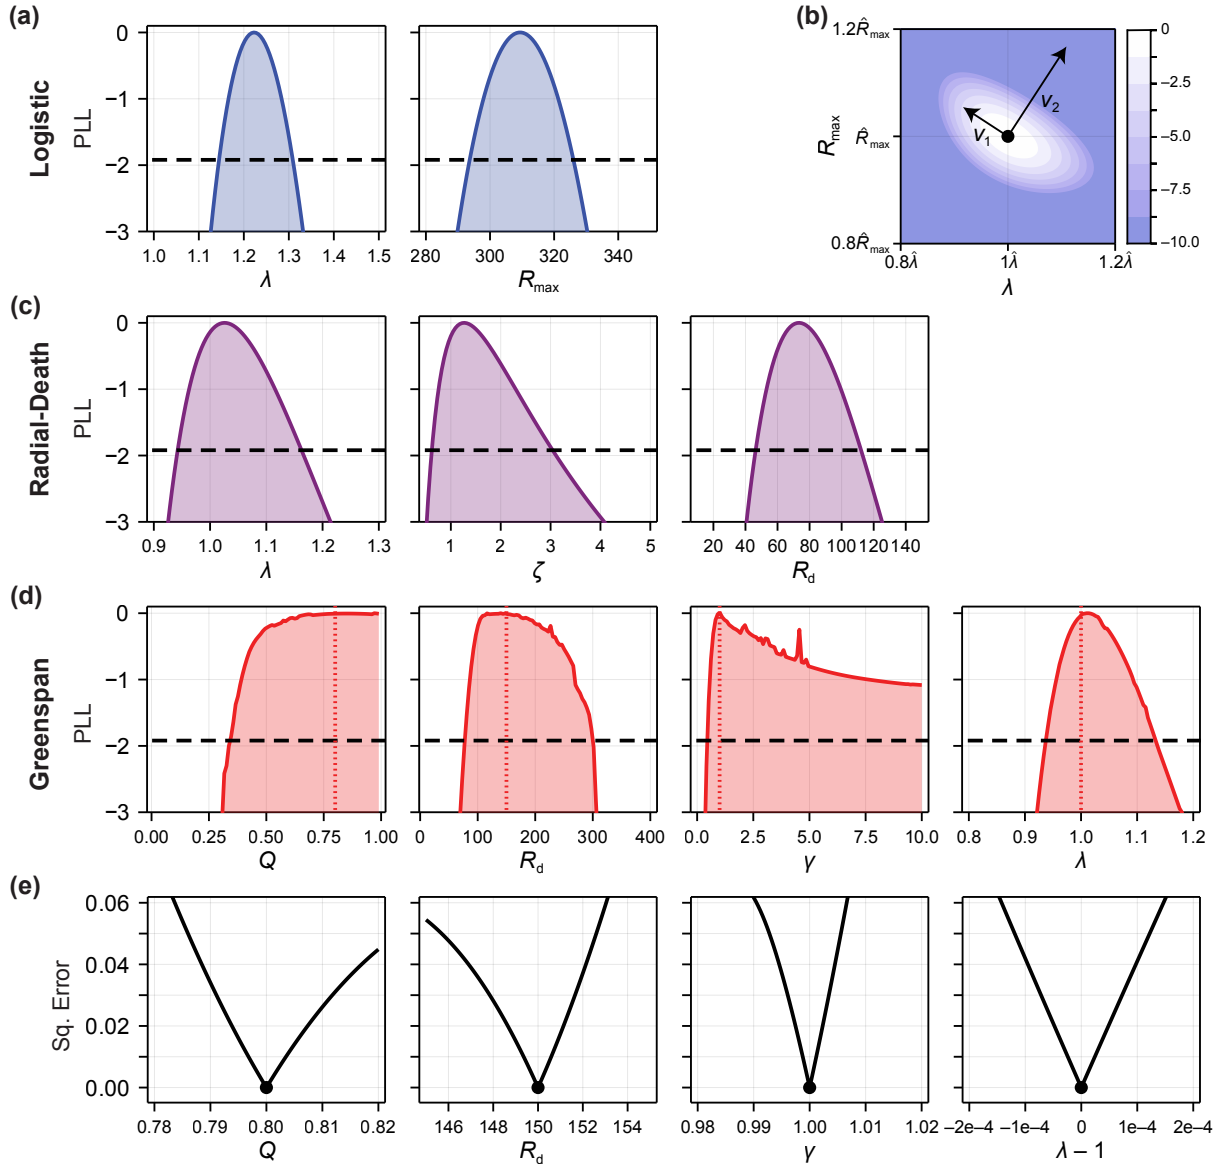 (a)
Logistic
PLL
0
−1
−2
−3
1.0 1.1 1.2 1.3 1.4 1.5
λ
280 300 320 340
R_max
(b)
R_max
1.2R̂_max
R̂_max
0.8R̂_max
v_1
v_2
0.8λ̂ 1λ̂ 1.2λ̂
λ
0
−2.5
−5.0
−7.5
−10.0
(c)
Radial-Death
PLL
0
−1
−2
−3
0.9 1.0 1.1 1.2 1.3
λ
1 2 3 4 5
ζ
20 40 60 80 100 120 140
R_d
(d)
Greenspan
PLL
0
−1
−2
−3
0.00 0.25 0.50 0.75 1.00
Q
0 100 200 300 400
R_d
0.0 2.5 5.0 7.5 10.0
γ
0.8 0.9 1.0 1.1 1.2
λ
(e)
Sq. Error
0.06
0.04
0.02
0.00
0.78 0.79 0.80 0.81 0.82
Q
146 148 150 152 154
R_d
0.98 0.99 1.00 1.01 1.02
γ
−2e−4 −1e−4 0 1e−4 2e−4
λ − 1